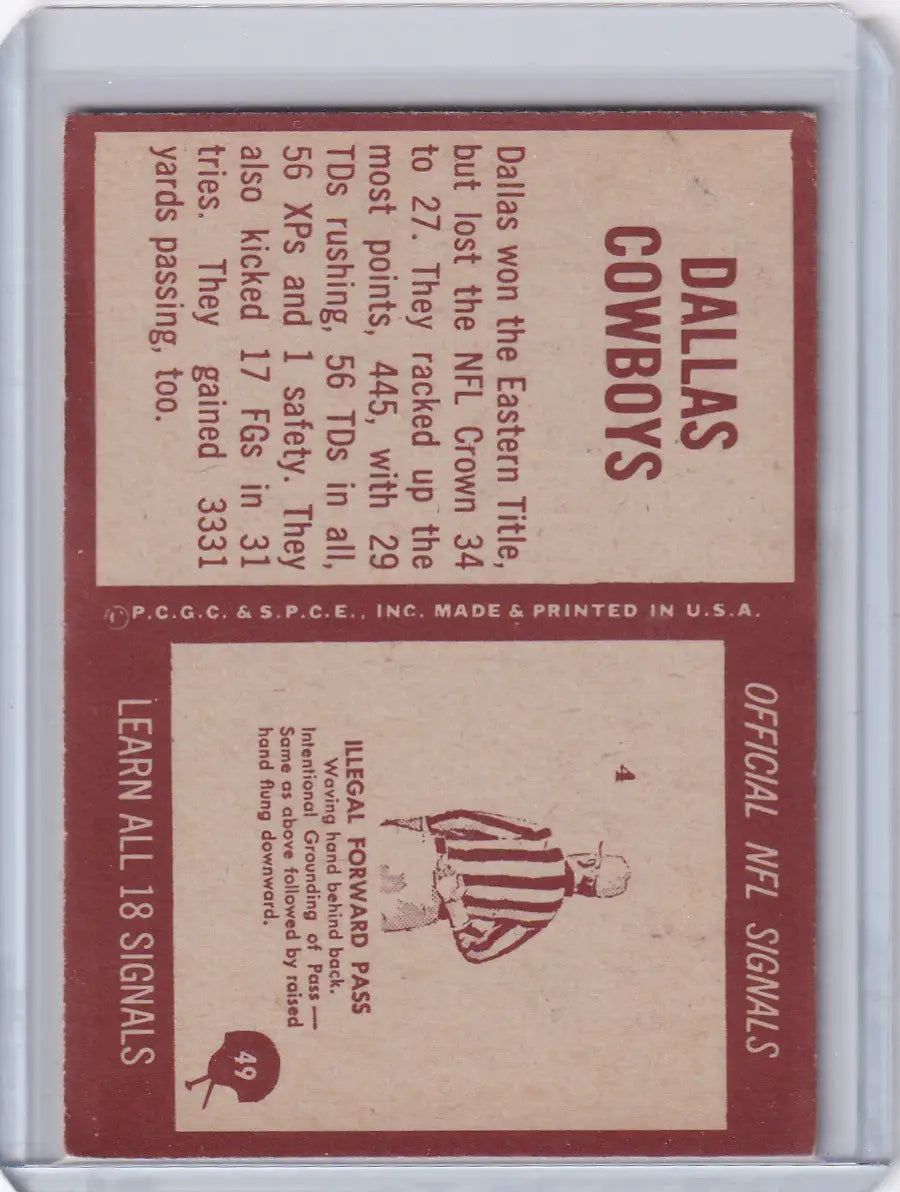 DALLAS
COWBOYS
Dallas won the Eastern Title,
but lost the NFL Crown 34
to 27. They racked up the
most points, 445, with 29
TDs rushing, 56 TDs in all,
56 XPs and 1 safety. They
also kicked 17 FGs in 31
tries. They gained 3331
yards passing, too.
©P.C.G.C. & S.P.C.E., INC. MADE & PRINTED IN U.S.A.
OFFICIAL NFL SIGNALS
4
ILLEGAL FORWARD PASS
Waving hand behind back.
Intentional Grounding of Pass —
Same as above followed by raised
hand flung downward.
49
LEARN ALL 18 SIGNALS